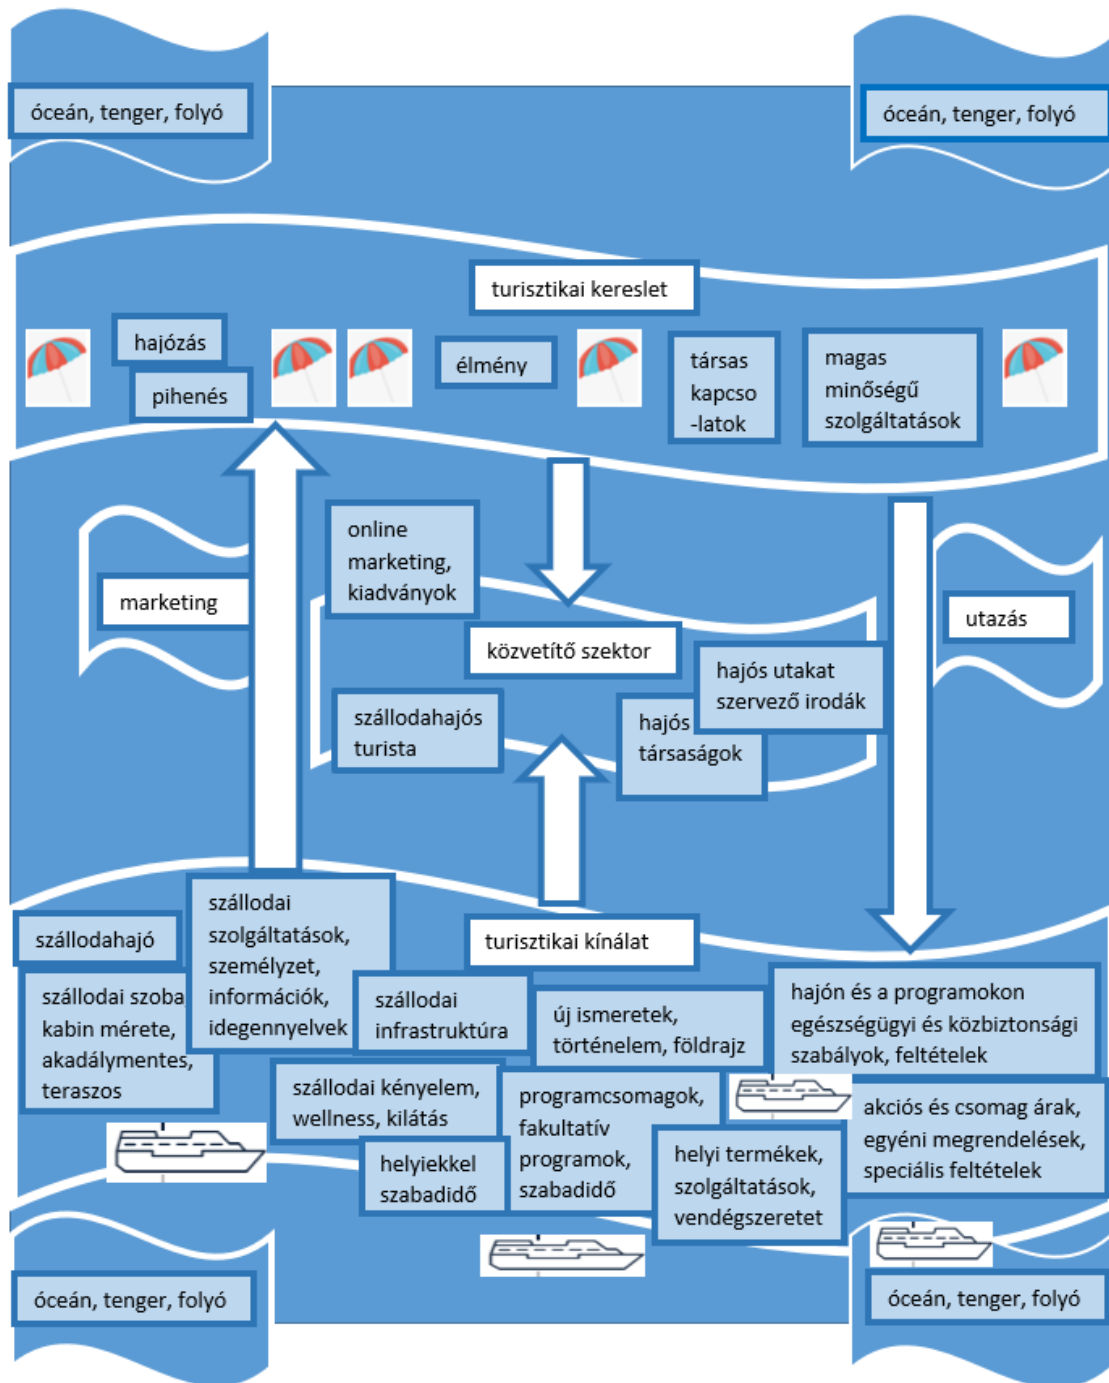 óceán, tenger, folyó
óceán, tenger, folyó
turisztikai kereslet
hajózás
pihenés
élmény
társas
kapcso
-latok
magas
minőségű
szolgáltatások
online
marketing,
kiadványok
marketing
utazás
közvetítő szektor
hajós utakat
szervező irodák
szállodahajós
turista
hajós
társaságok
szállodai
szolgáltatások,
személyzet,
információk,
idegennyelvek
szállodahajó
turisztikai kínálat
szállodai szoba,
kabin mérete,
akadálymentes,
teraszos
szállodai
infrastruktúra
új ismeretek,
történelem, földrajz
hajón és a programokon
egészségügyi és közbiztonsági
szabályok, feltételek
szállodai kényelem,
wellness, kilátás
programcsomagok,
fakultatív
programok,
szabadidő
akciós és csomag árak,
egyéni megrendelések,
speciális feltételek
helyiekkel
szabadidő
helyi termékek,
szolgáltatások,
vendégszeretet
óceán, tenger, folyó
óceán, tenger, folyó